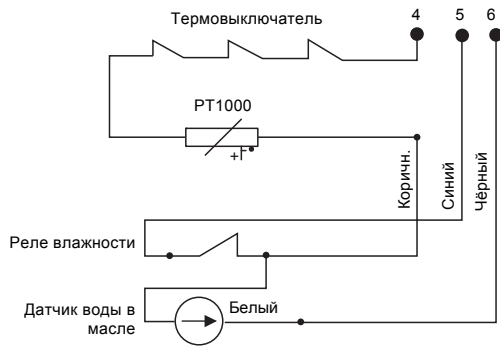 Термовыключатель
4 5 6
PT1000
+Г
Коричн.
Синий
Чёрный
Реле влажности
Датчик воды в
масле
Белый